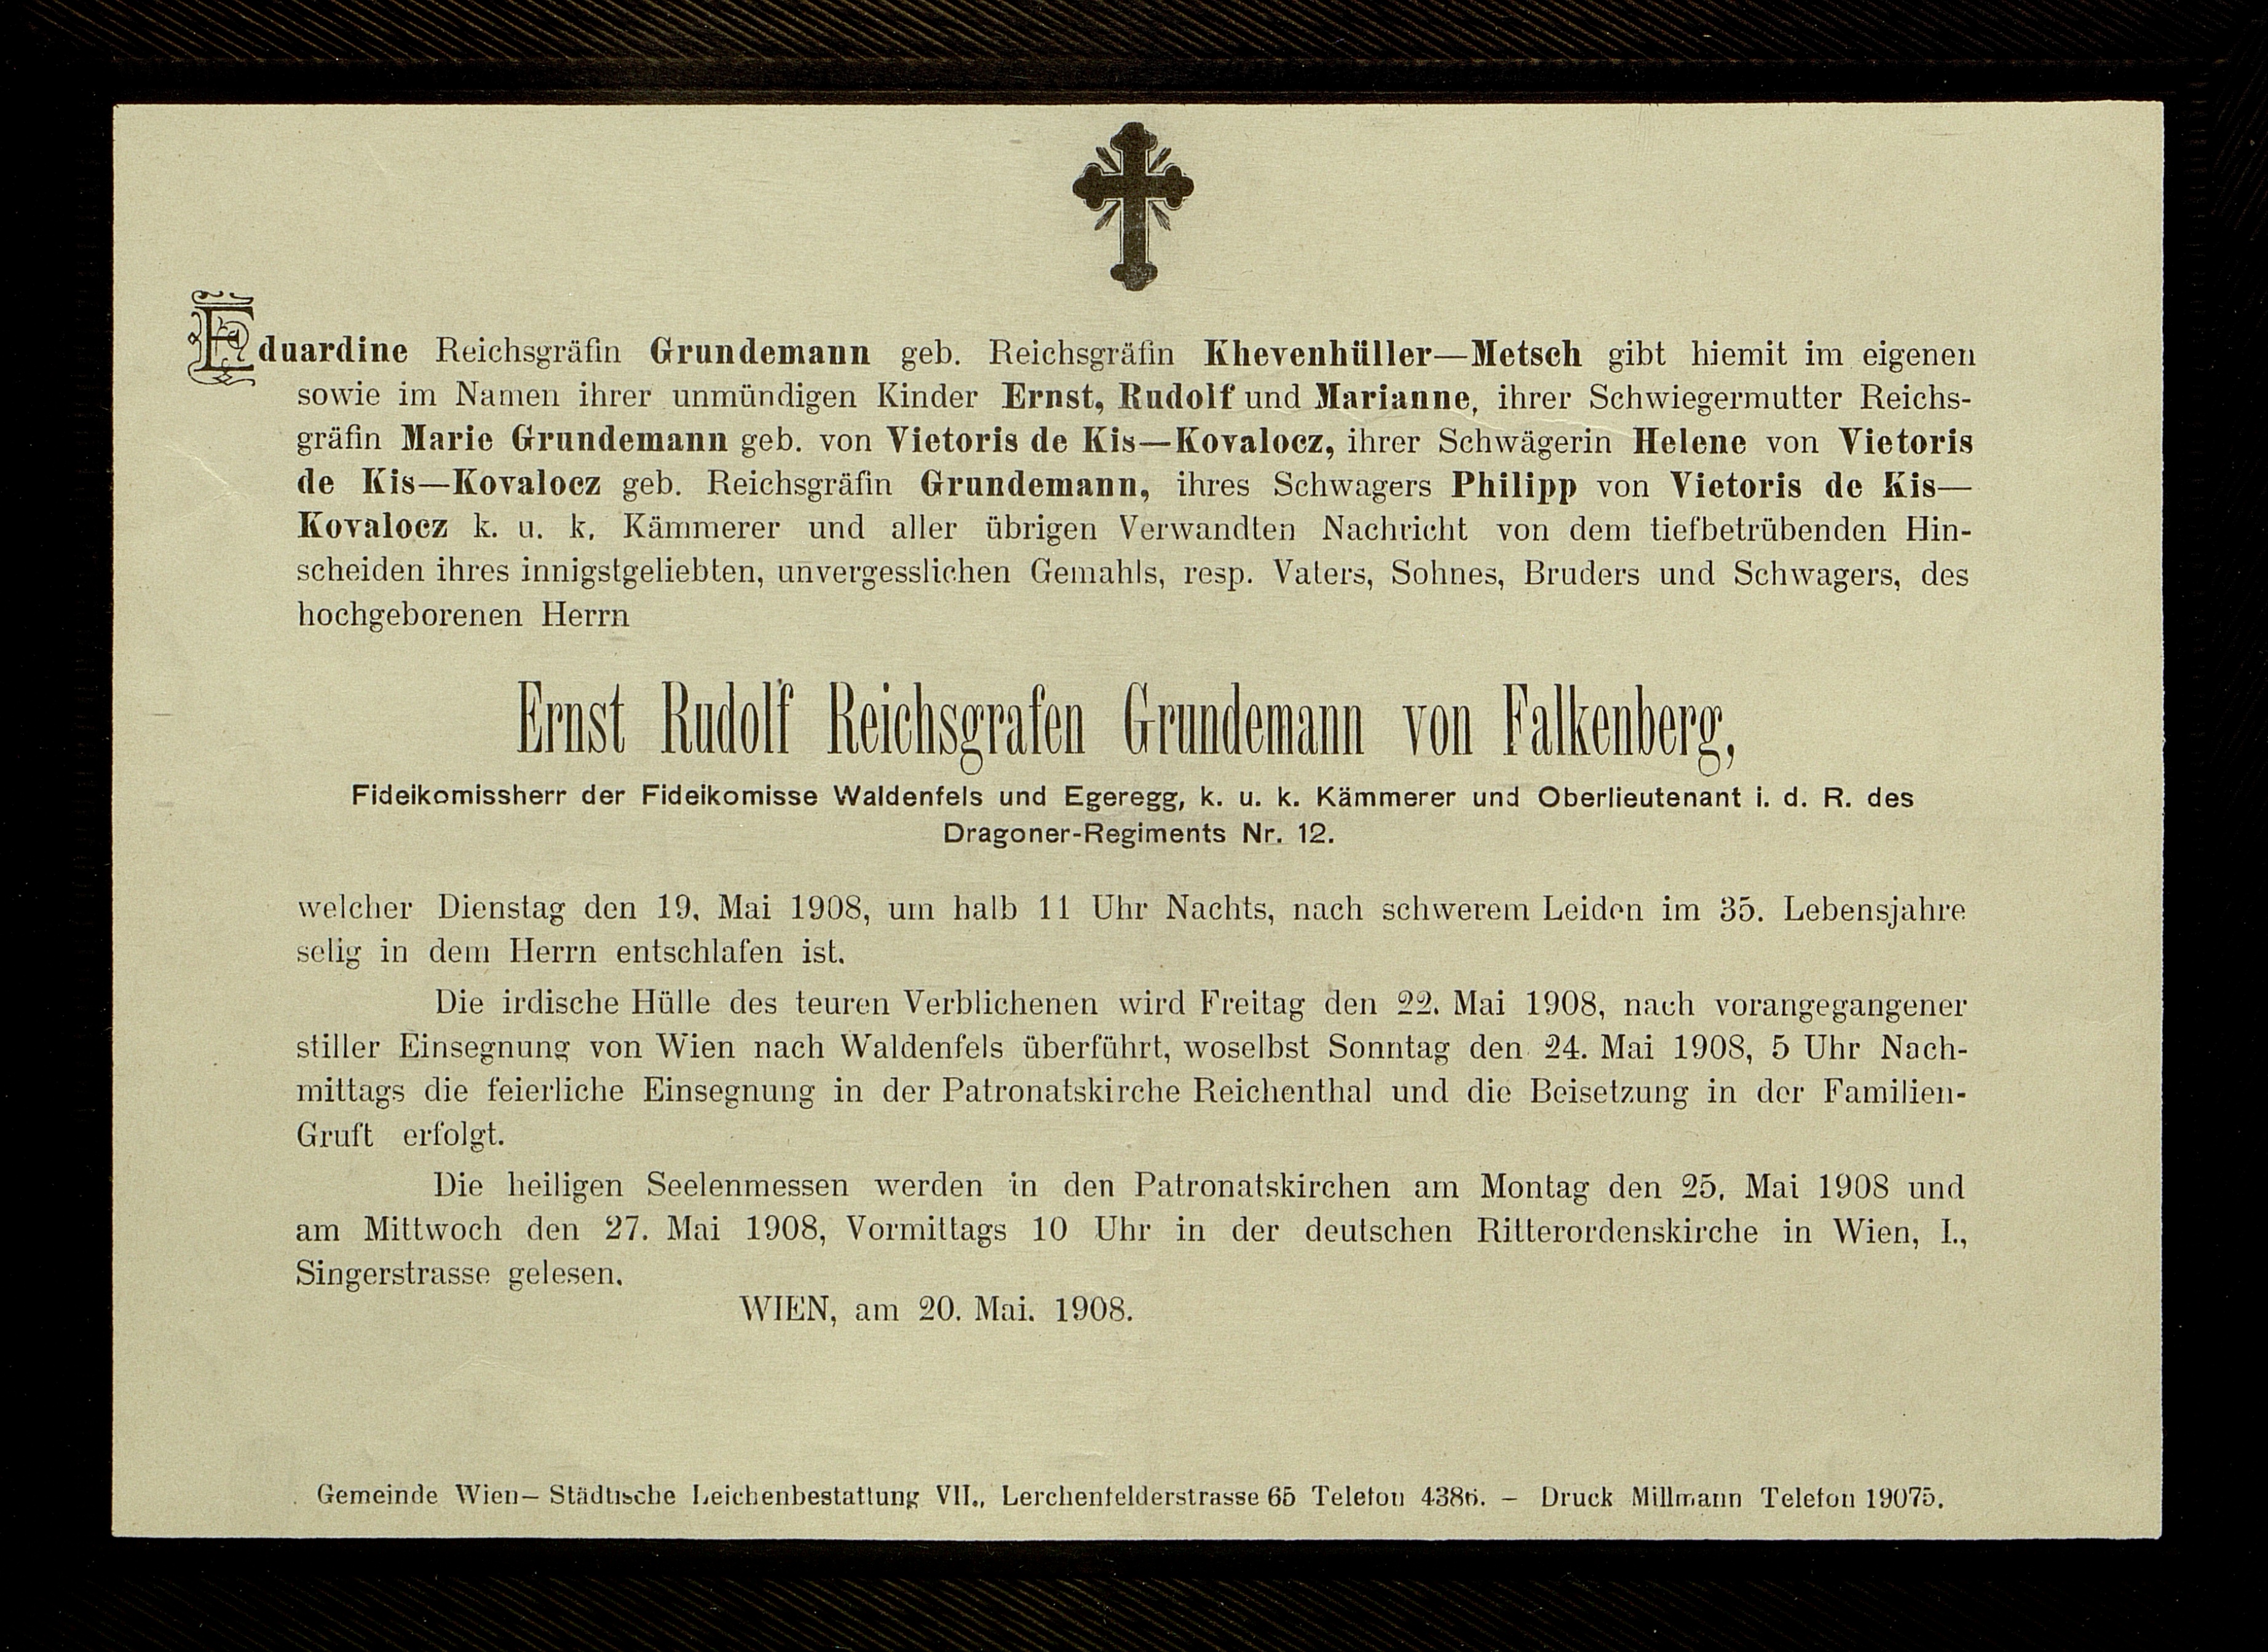 Eduardine Reichsgräfin Grundemann geb. Reichsgräfin Khevenhüller—Metsch gibt hiemit im eigenen
sowie im Namen ihrer unmündigen Kinder Ernst, Rudolf und Marianne, ihrer Schwiegermutter Reichs-
gräfin Marie Grundemann geb. von Vietoris de Kis—Kovalocz, ihrer Schwägerin Helene von Vietoris
de Kis—Kovalocz geb. Reichsgräfin Grundemann, ihres Schwagers Philipp von Vietoris de Kis—
Kovalocz k. u. k. Kämmerer und aller übrigen Verwandten Nachricht von dem tiefbetrübenden Hin-
scheiden ihres innigstgeliebten, unvergesslichen Gemahls, resp. Vaters, Sohnes, Bruders und Schwagers, des
hochgeborenen Herrn
Ernst Rudolf Reichsgrafen Grundemann von Falkenberg,
Fideikomissherr der Fideikomisse Waldenfels und Egeregg, k. u. k. Kämmerer und Oberlieutenant i. d. R. des
Dragoner-Regiments Nr. 12.
welcher Dienstag den 19. Mai 1908, um halb 11 Uhr Nachts, nach schwerem Leiden im 35. Lebensjahre
selig in dem Herrn entschlafen ist.
Die irdische Hülle des teuren Verblichenen wird Freitag den 22. Mai 1908, nach vorangegangener
stiller Einsegnung von Wien nach Waldenfels überführt, woselbst Sonntag den 24. Mai 1908, 5 Uhr Nach-
mittags die feierliche Einsegnung in der Patronatskirche Reichenthal und die Beisetzung in der Familien-
Gruft erfolgt.
Die heiligen Seelenmessen werden in den Patronatskirchen am Montag den 25. Mai 1908 und
am Mittwoch den 27. Mai 1908, Vormittags 10 Uhr in der deutschen Ritterordenskirche in Wien, I.,
Singerstrasse gelesen.
WIEN, am 20. Mai. 1908.
Gemeinde Wien— Städtische Leichenbestattung VII., Lerchenfelderstrasse 65 Telefon 4386. — Druck Millmann Telefon 19075.